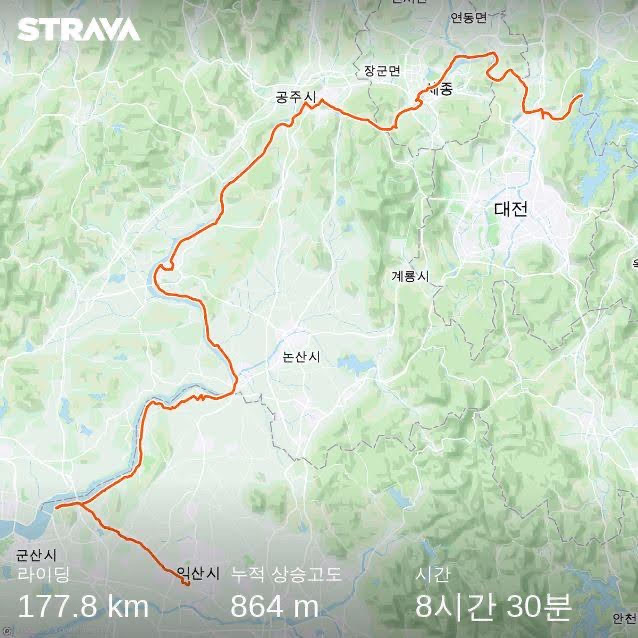 STRAVA
연동면
장군면
공주시
세종
대전
계룡시
논산시
군산시
익산시
라이딩
누적 상승고도
시간
177.8 km
864 m
8시간 30분
안천